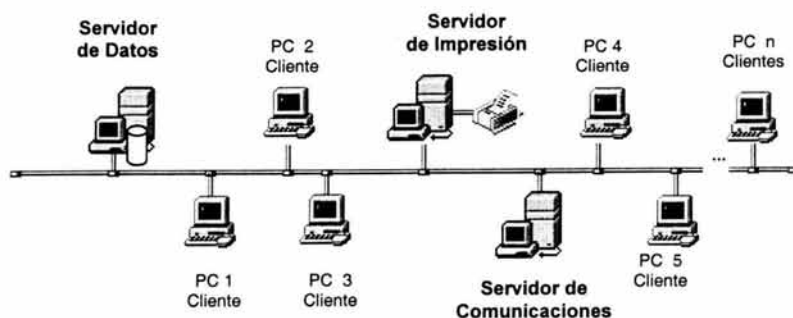 Servidor
de Datos
PC 2
Cliente
Servidor
de Impresión
PC 4
Cliente
PC n
Clientes
...
PC 1
Cliente
PC 3
Cliente
Servidor de
Comunicaciones
PC 5
Cliente